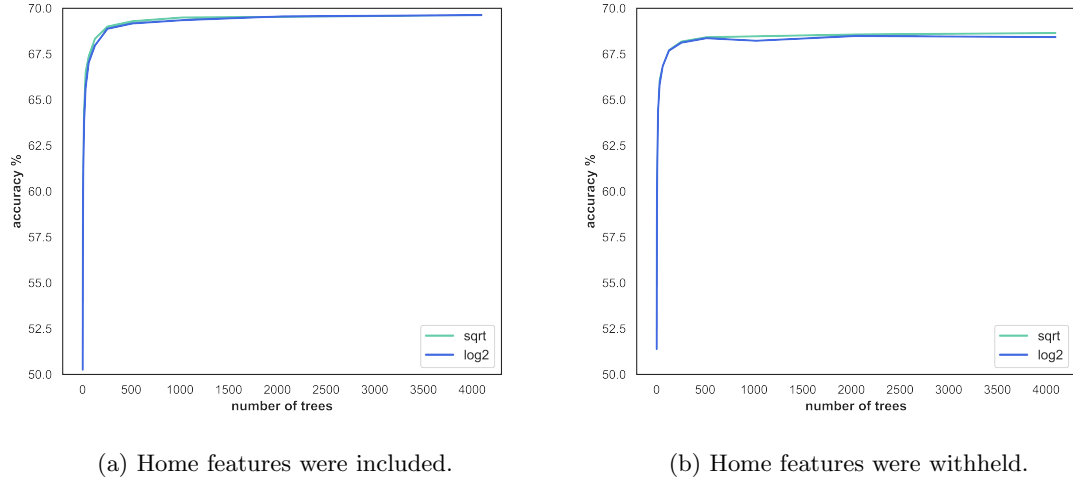 70.0
67.5
65.0
62.5
60.0
57.5
55.0
52.5
50.0
accuracy %
0 500 1000 1500 2000 2500 3000 3500 4000
number of trees
sqrt
log2
(a) Home features were included.
70.0
67.5
65.0
62.5
60.0
57.5
55.0
52.5
50.0
accuracy %
0 500 1000 1500 2000 2500 3000 3500 4000
number of trees
sqrt
log2
(b) Home features were withheld.